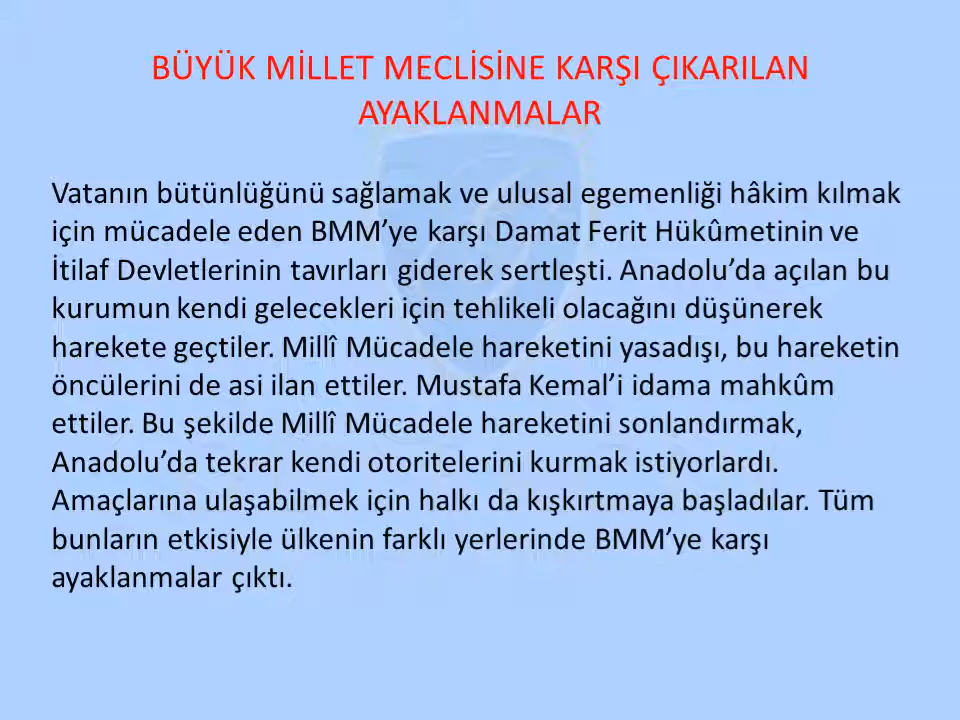 BÜYÜK MİLLET MECLİSİNE KARŞI ÇIKARILAN
AYAKLANMALAR
Vatanın bütünlüğünü sağlamak ve ulusal egemenliği hâkim kılmak
için mücadele eden BMM’ye karşı Damat Ferit Hükûmetinin ve
İtilaf Devletlerinin tavırları giderek sertleşti. Anadolu’da açılan bu
kurumun kendi gelecekleri için tehlikeli olacağını düşünerek
harekete geçtiler. Millî Mücadele hareketini yasadışı, bu hareketin
öncülerini de asi ilan ettiler. Mustafa Kemal’i idama mahkûm
ettiler. Bu şekilde Millî Mücadele hareketini sonlandırmak,
Anadolu’da tekrar kendi otoritelerini kurmak istiyorlardı.
Amaçlarına ulaşabilmek için halkı da kışkırtmaya başladılar. Tüm
bunların etkisiyle ülkenin farklı yerlerinde BMM’ye karşı
ayaklanmalar çıktı.